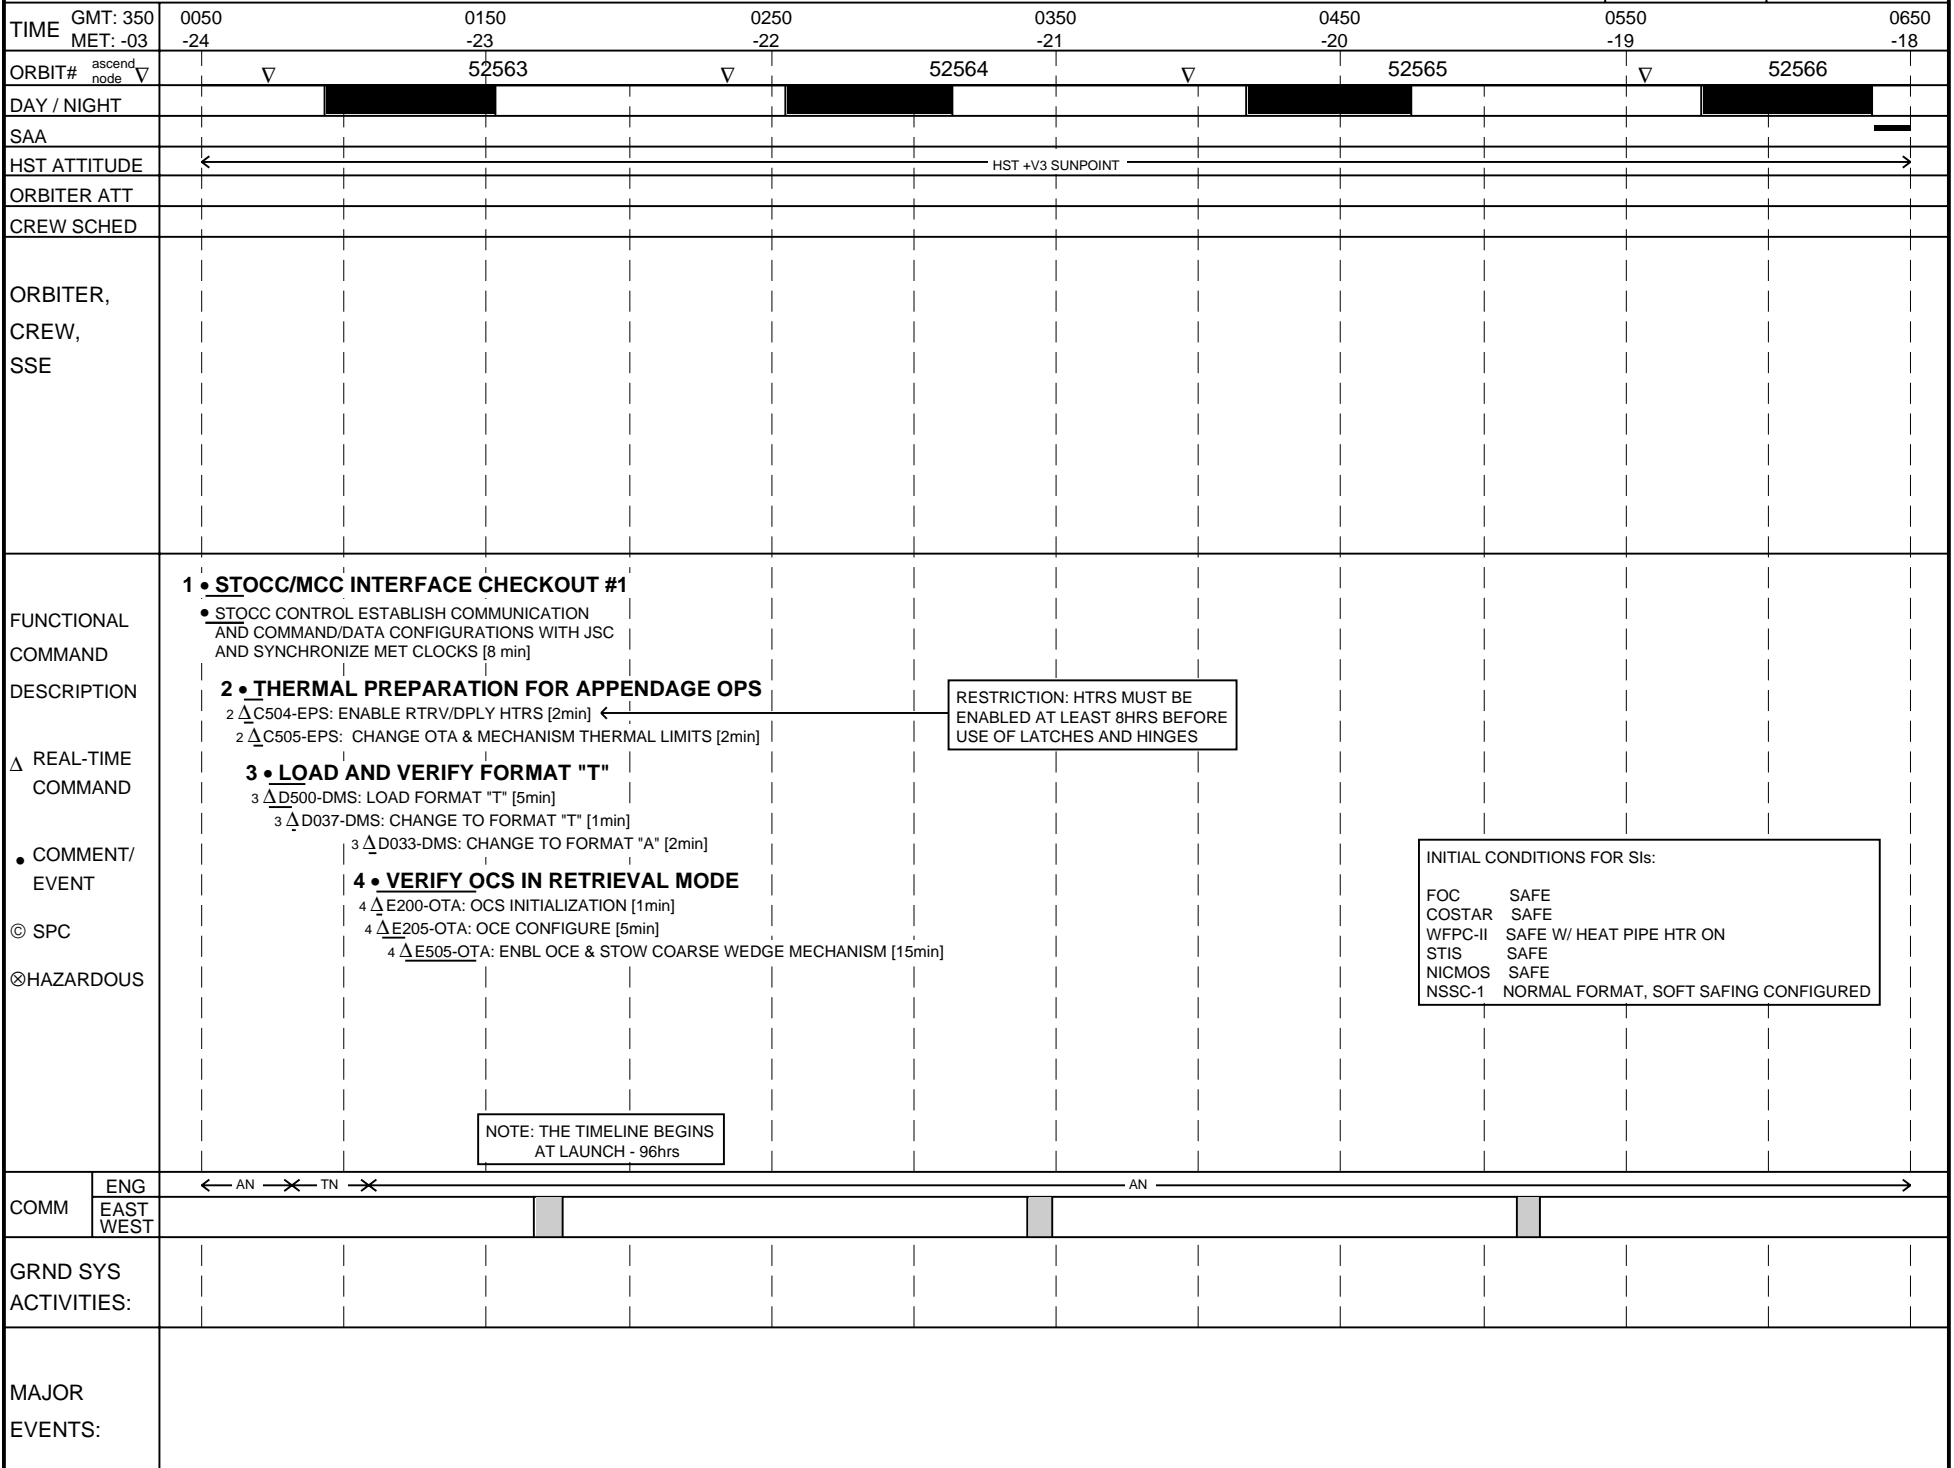 TIME GMT: 350 0050 0150 0250 0350 0450 0550 0650
MET: -03 -24 -23 -22 -21 -20 -19 -18
ORBIT# ascend node ∇ ∇ 52563 ∇ 52564 ∇ 52565 ∇ 52566
DAY / NIGHT
SAA
HST ATTITUDE HST +V3 SUNPOINT
ORBITER ATT
CREW SCHED
ORBITER,
CREW,
SSE
FUNCTIONAL
COMMAND
DESCRIPTION
∆ REAL-TIME
COMMAND
• COMMENT/
EVENT
© SPC
⊗HAZARDOUS
1 • STOCC/MCC INTERFACE CHECKOUT #1
• STOCC CONTROL ESTABLISH COMMUNICATION
AND COMMAND/DATA CONFIGURATIONS WITH JSC
AND SYNCHRONIZE MET CLOCKS [8 min]
2 • THERMAL PREPARATION FOR APPENDAGE OPS
2 ∆ C504-EPS: ENABLE RTRV/DPLY HTRS [2min]
2 ∆ C505-EPS: CHANGE OTA & MECHANISM THERMAL LIMITS [2min]
RESTRICTION: HTRS MUST BE
ENABLED AT LEAST 8HRS BEFORE
USE OF LATCHES AND HINGES
3 • LOAD AND VERIFY FORMAT "T"
3 ∆ D500-DMS: LOAD FORMAT "T" [5min]
3 ∆ D037-DMS: CHANGE TO FORMAT "T" [1min]
3 ∆ D033-DMS: CHANGE TO FORMAT "A" [2min]
4 • VERIFY OCS IN RETRIEVAL MODE
4 ∆ E200-OTA: OCS INITIALIZATION [1min]
4 ∆ E205-OTA: OCE CONFIGURE [5min]
4 ∆ E505-OTA: ENBL OCE & STOW COARSE WEDGE MECHANISM [15min]
INITIAL CONDITIONS FOR SIs:
FOC SAFE
COSTAR SAFE
WFPC-II SAFE W/ HEAT PIPE HTR ON
STIS SAFE
NICMOS SAFE
NSSC-1 NORMAL FORMAT, SOFT SAFING CONFIGURED
NOTE: THE TIMELINE BEGINS
AT LAUNCH - 96hrs
COMM
ENG AN TN AN
EAST
WEST
GRND SYS
ACTIVITIES:
MAJOR
EVENTS: